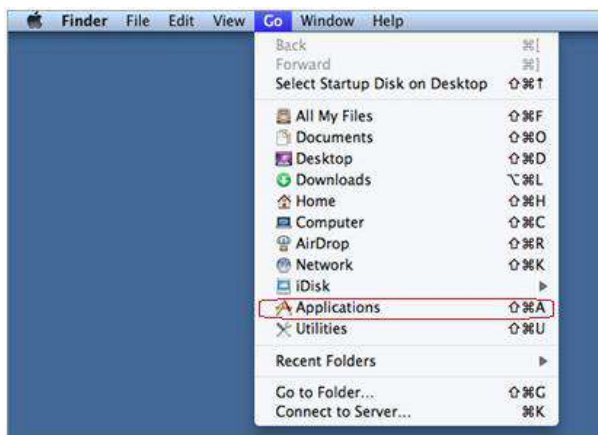 Finder File Edit View Go Window Help
Back ⌘[
Forward ⌘]
Select Startup Disk on Desktop ⇧⌘↑
All My Files ⇧⌘F
Documents ⇧⌘O
Desktop ⇧⌘D
Downloads ⌥⌘L
Home ⇧⌘H
Computer ⇧⌘C
AirDrop ⇧⌘R
Network ⇧⌘K
iDisk ▶
Applications ⇧⌘A
Utilities ⇧⌘U
Recent Folders ▶
Go to Folder... ⇧⌘G
Connect to Server... ⌘K